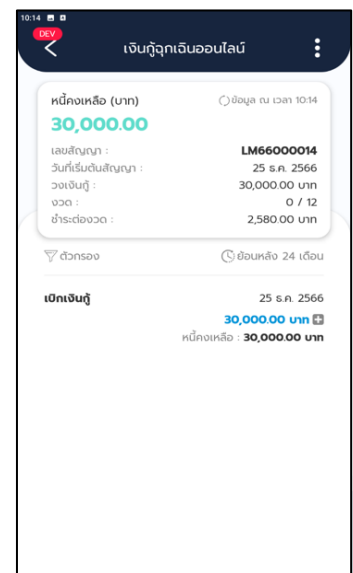 10:14
DEV
เงินกู้ฉุกเฉินออนไลน์
หนี้คงเหลือ (บาท) ข้อมูล ณ เวลา 10:14
30,000.00
เลขสัญญา : LM66000014
วันที่เริ่มต้นสัญญา : 25 ธ.ค. 2566
วงเงินกู้ : 30,000.00 บาท
งวด : 0 / 12
ชำระต่องวด : 2,580.00 บาท
ตัวกรอง ย้อนหลัง 24 เดือน
เบิกเงินกู้ 25 ธ.ค. 2566
30,000.00 บาท
หนี้คงเหลือ : 30,000.00 บาท